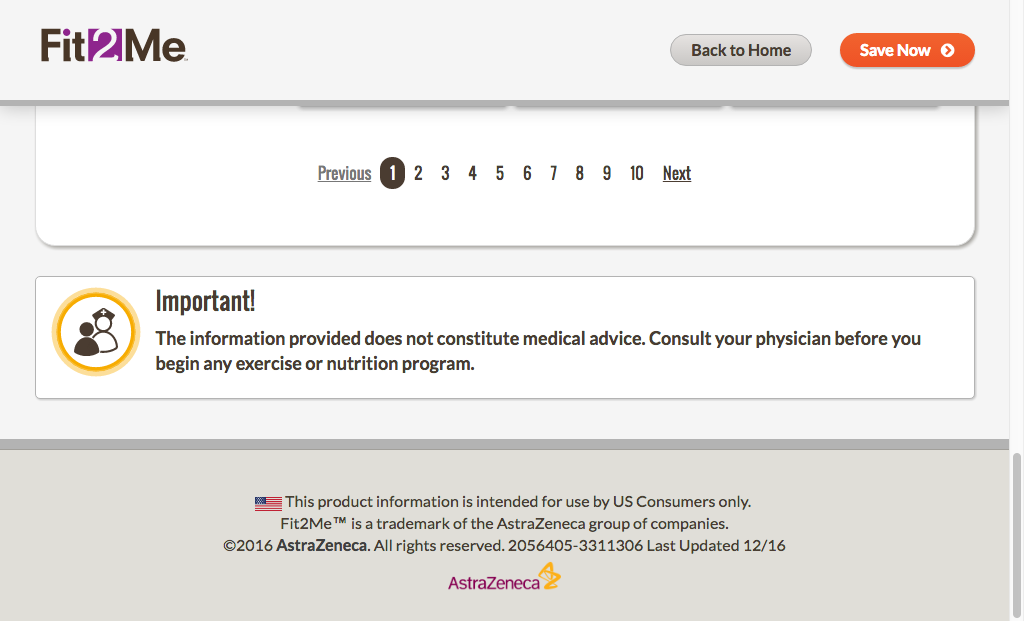 Fit2Me™
Back to Home
Save Now
Previous 1 2 3 4 5 6 7 8 9 10 Next
Important!
The information provided does not constitute medical advice. Consult your physician before you
begin any exercise or nutrition program.
This product information is intended for use by US Consumers only.
Fit2Me™ is a trademark of the AstraZeneca group of companies.
©2016 AstraZeneca. All rights reserved. 2056405-3311306 Last Updated 12/16
AstraZeneca